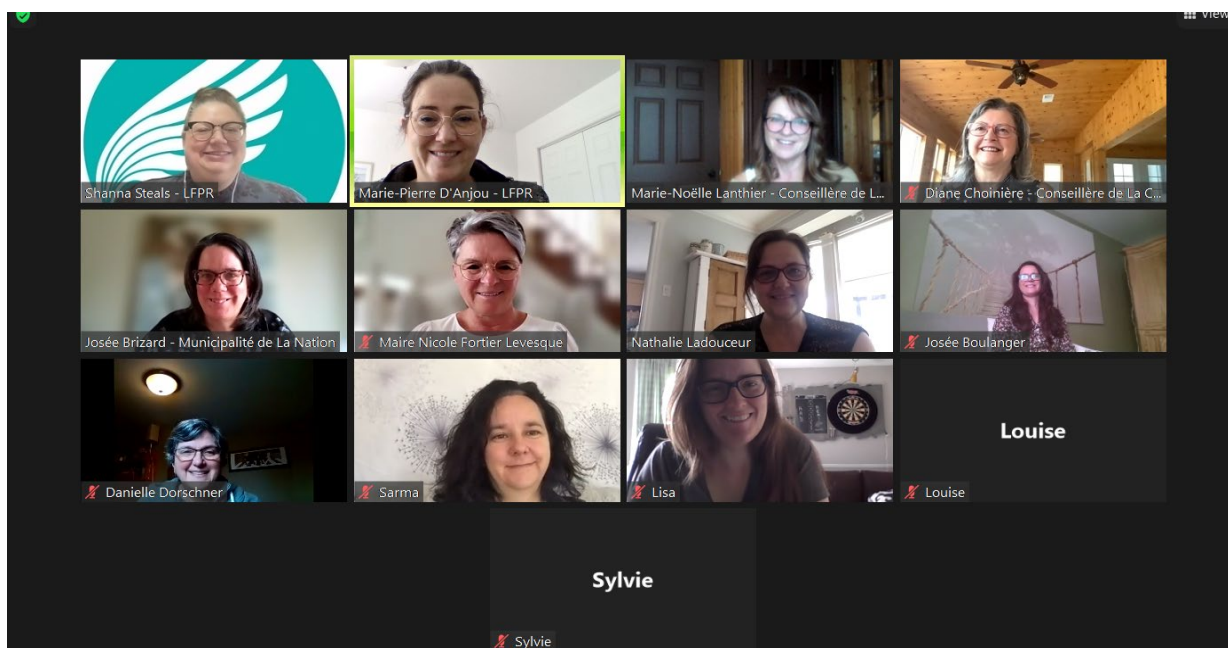 View
Shanna Steals - LFPR
Marie-Pierre D'Anjou - LFPR
Marie-Noëlle Lanthier - Conseillère de L...
Diane Choinière - Conseillère de La C...
Josée Brizard - Municipalité de La Nation
Maire Nicole Fortier Levesque
Nathalie Ladouceur
Josée Boulanger
Danielle Dorschner
Sarma
Lisa
Louise
Louise
Sylvie
Sylvie